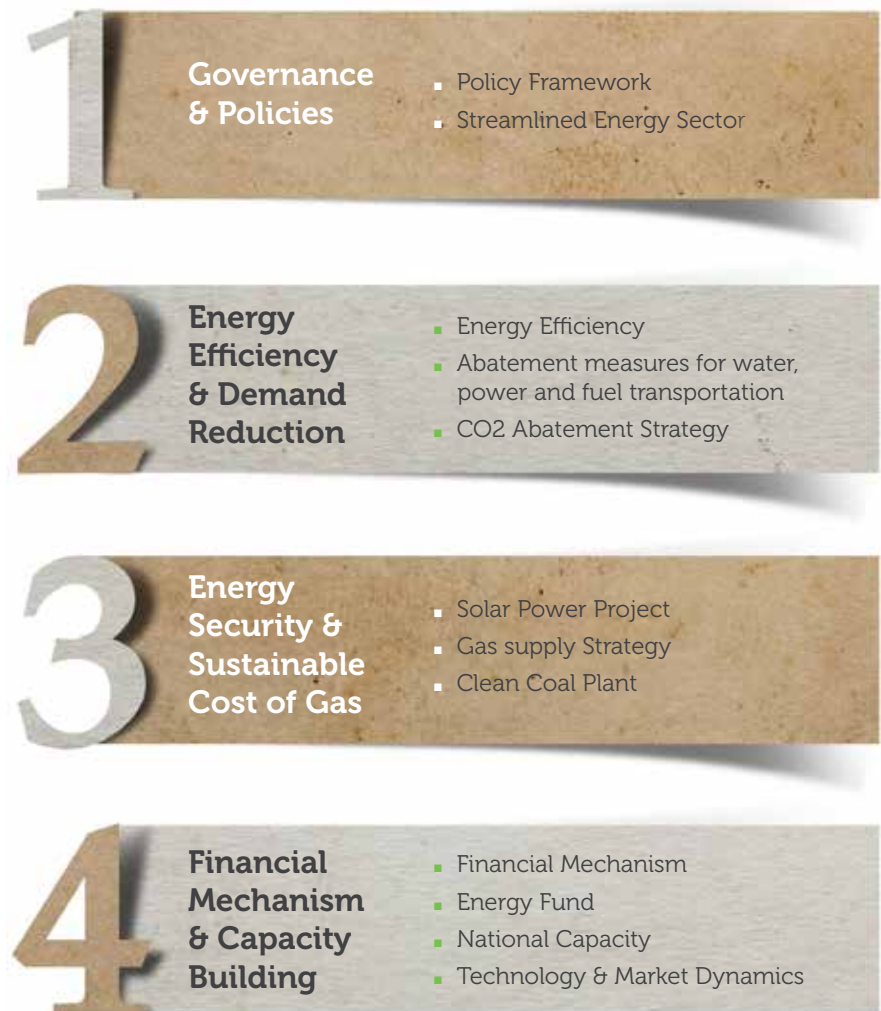 1
Governance
& Policies
▪ Policy Framework
▪ Streamlined Energy Sector
2
Energy
Efficiency
& Demand
Reduction
▪ Energy Efficiency
▪ Abatement measures for water,
power and fuel transportation
▪ CO2 Abatement Strategy
3
Energy
Security &
Sustainable
Cost of Gas
▪ Solar Power Project
▪ Gas supply Strategy
▪ Clean Coal Plant
4
Financial
Mechanism
& Capacity
Building
▪ Financial Mechanism
▪ Energy Fund
▪ National Capacity
▪ Technology & Market Dynamics